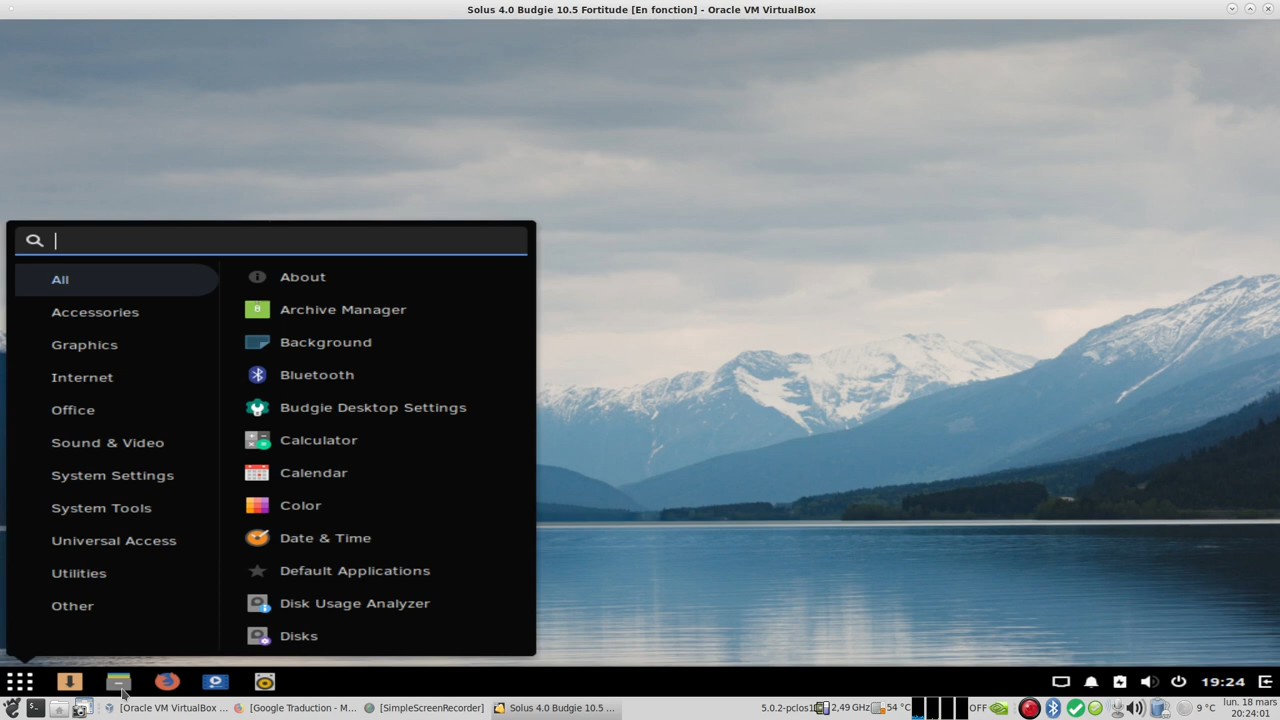 Solus 4.0 Budgie 10.5 Fortitude [En fonction] - Oracle VM VirtualBox
All
Accessories
Graphics
Internet
Office
Sound & Video
System Settings
System Tools
Universal Access
Utilities
Other
About
Archive Manager
Background
Bluetooth
Budgie Desktop Settings
Calculator
Calendar
Color
Date & Time
Default Applications
Disk Usage Analyzer
Disks
19:24
[Oracle VM VirtualBox ...
[Google Traduction - M...
[SimpleScreenRecorder]
Solus 4.0 Budgie 10.5 ...
5.0.2-pclos1
2,49 GHz
54 °C
OFF
9 °C
lun. 18 mars
20:24:01